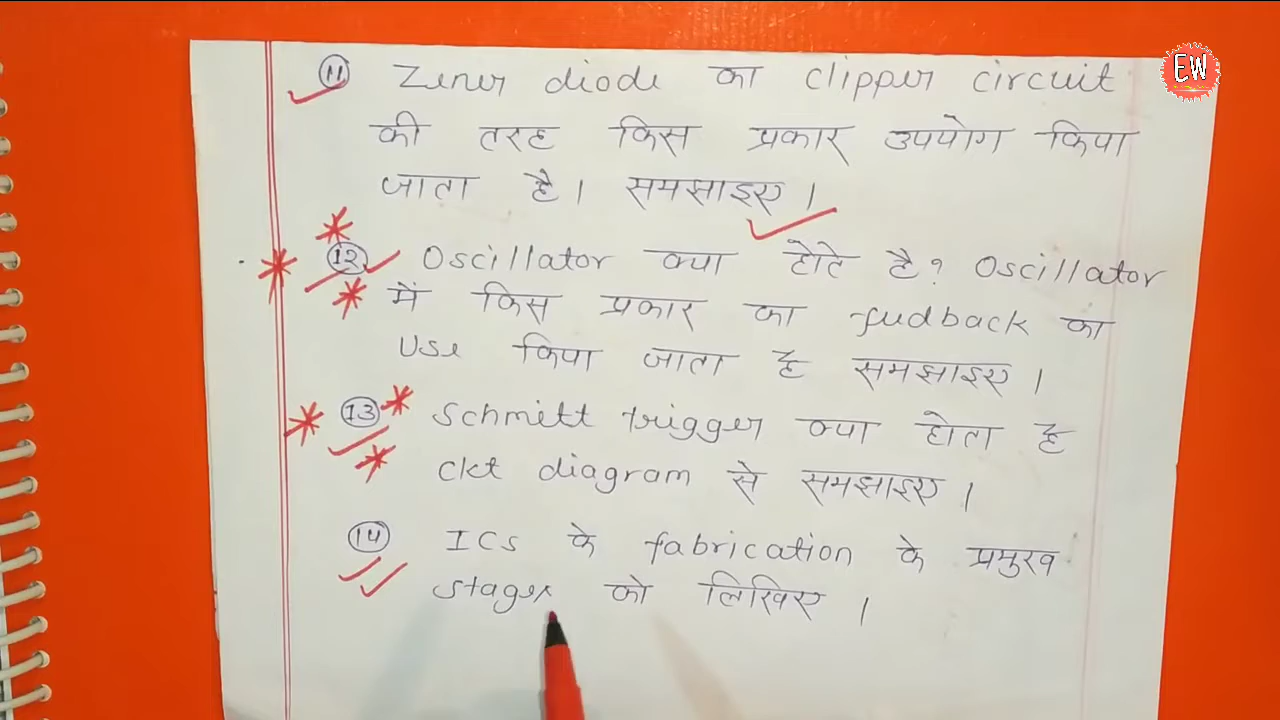 EW
(11) Zener diode का clipper circuit
की तरह किस प्रकार उपयोग किया
जाता है। समझाइए।
(12) Oscillator क्या होते है? Oscillator
में किस प्रकार का feedback का
Use किया जाता है समझाइए।
(13) Schmitt trigger क्या होता है
ckt diagram से समझाइए।
(14) ICs के fabrication के प्रमुख
stages को लिखिए।